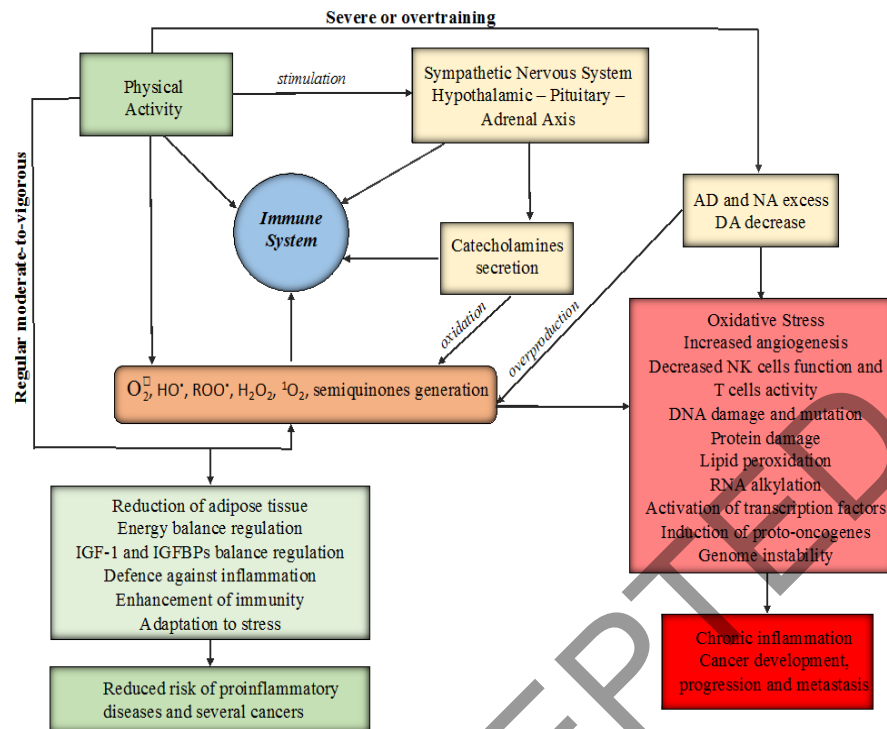 Severe or overtraining
Physical
Activity
stimulation
Sympathetic Nervous System
Hypothalamic – Pituitary –
Adrenal Axis
Regular moderate-to-vigorous
Immune
System
AD and NA excess
DA decrease
Catecholamines
secretion
oxidation
overproduction
O₂⎕, HO•, ROO•, H₂O₂, ¹O₂, semiquinones generation
Oxidative Stress
Increased angiogenesis
Decreased NK cells function and
T cells activity
DNA damage and mutation
Protein damage
Lipid peroxidation
RNA alkylation
Activation of transcription factors
Induction of proto-oncogenes
Genome instability
Reduction of adipose tissue
Energy balance regulation
IGF-1 and IGFBPs balance regulation
Defence against inflammation
Enhancement of immunity
Adaptation to stress
Chronic inflammation
Cancer development,
progression and metastasis
Reduced risk of proinflammatory
diseases and several cancers
EPTED